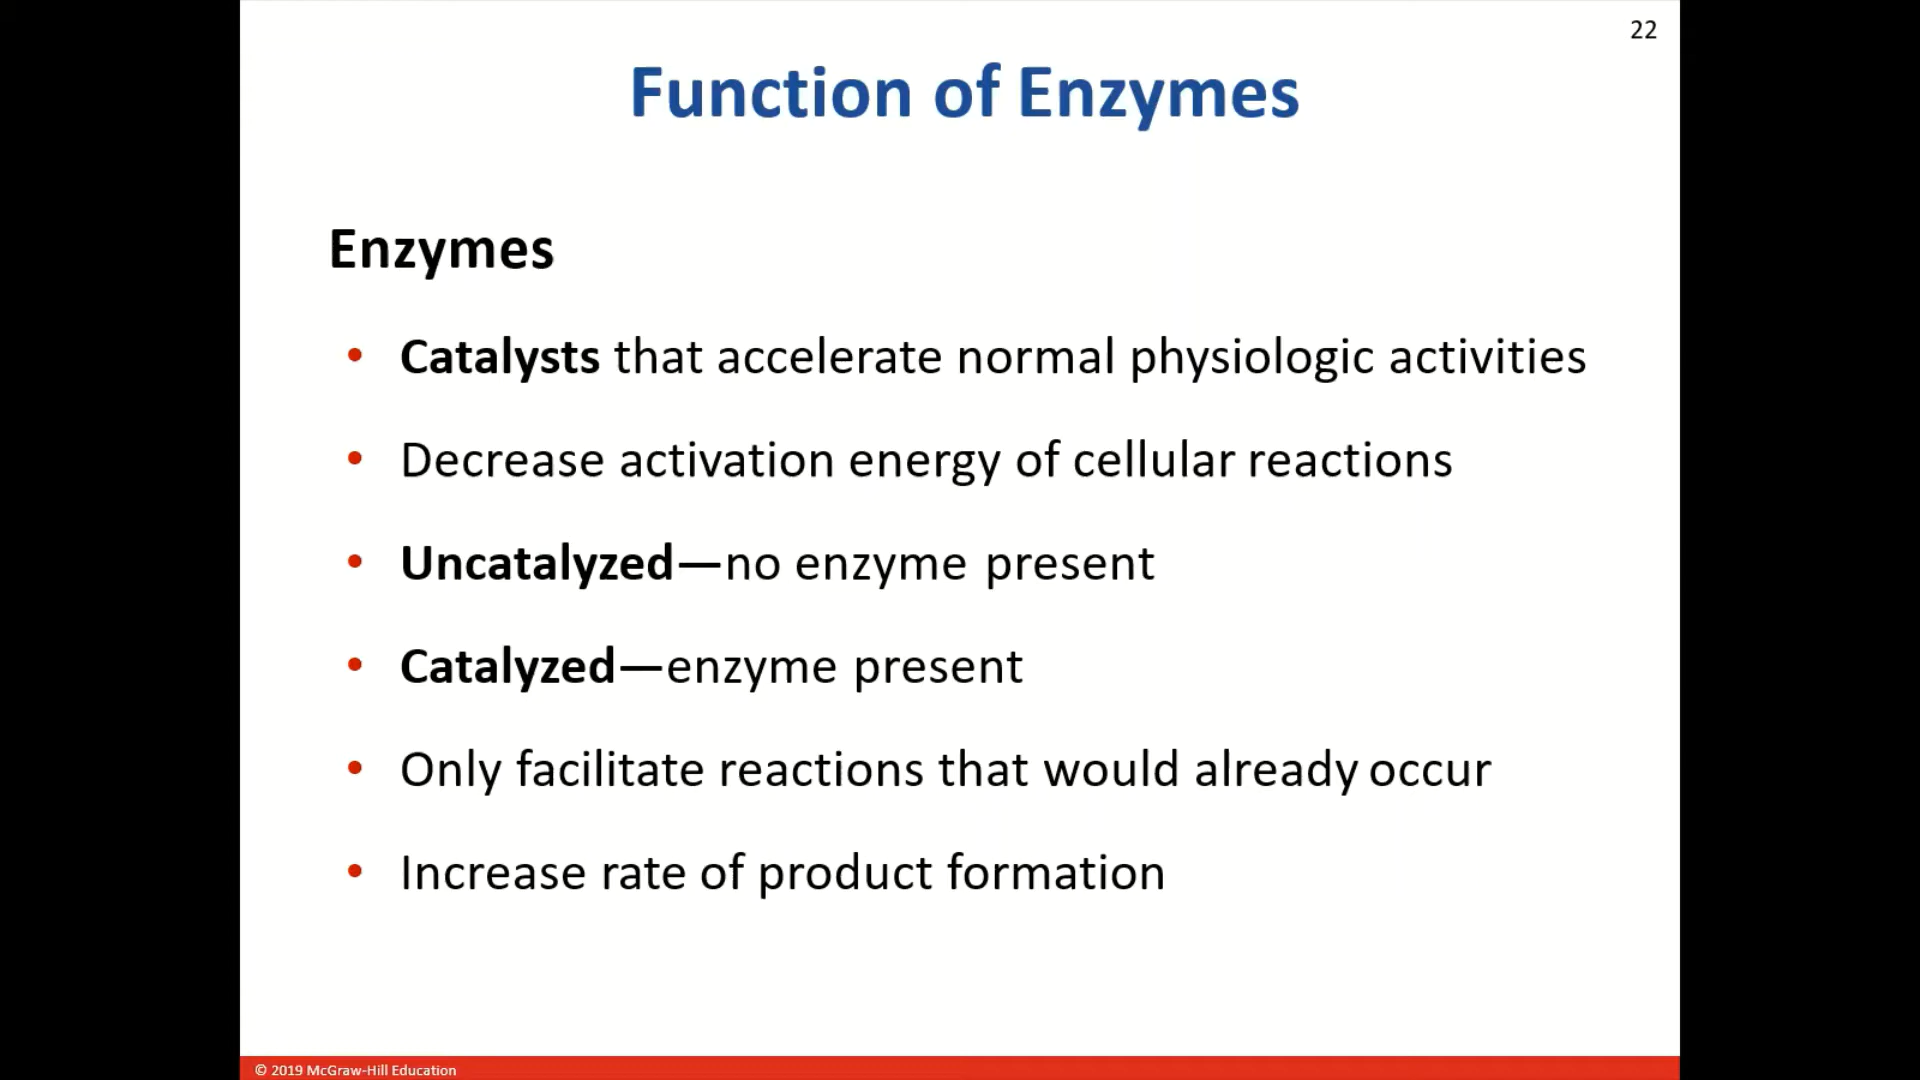 22
Function of Enzymes
Enzymes
• Catalysts that accelerate normal physiologic activities
• Decrease activation energy of cellular reactions
• Uncatalyzed—no enzyme present
• Catalyzed—enzyme present
• Only facilitate reactions that would already occur
• Increase rate of product formation
© 2019 McGraw-Hill Education